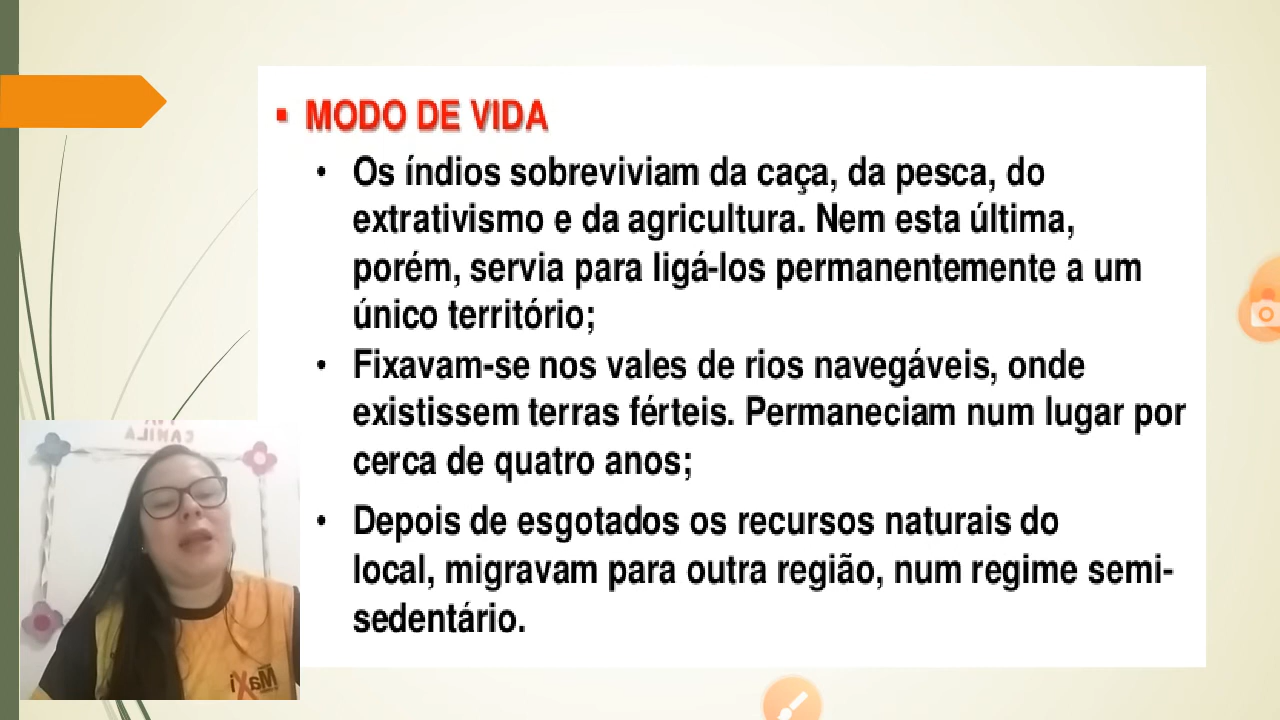 MODO DE VIDA
Os índios sobreviviam da caça, da pesca, do
extrativismo e da agricultura. Nem esta última,
porém, servia para ligá-los permanentemente a um
único território;
Fixavam-se nos vales de rios navegáveis, onde
existissem terras férteis. Permaneciam num lugar por
cerca de quatro anos;
Depois de esgotados os recursos naturais do
local, migravam para outra região, num regime semi-
sedentário.
CAMILA
MaXi